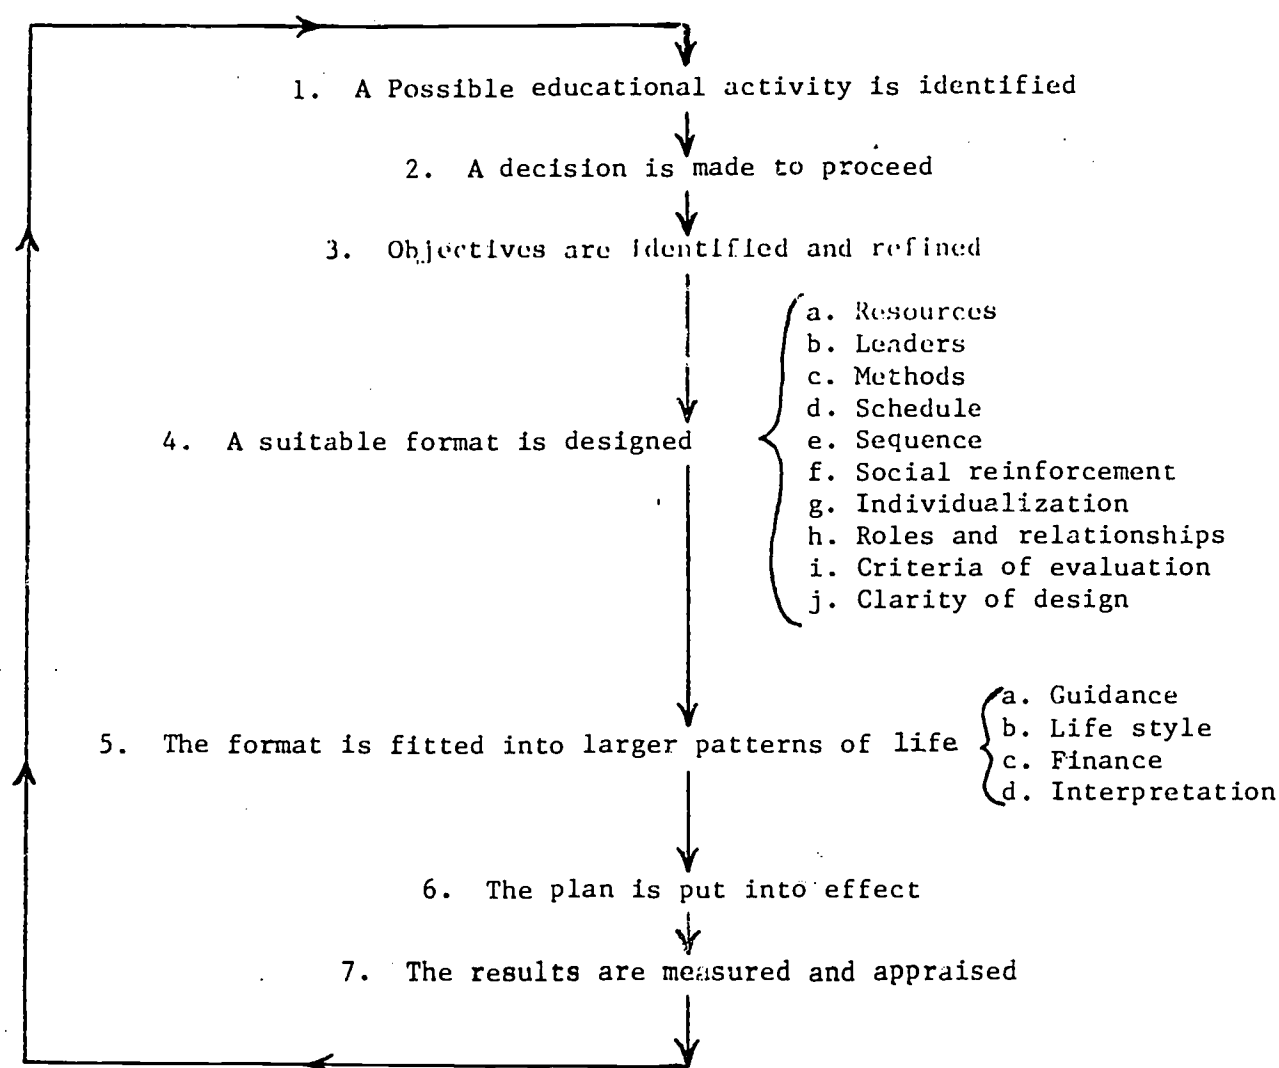 1. A Possible educational activity is identified
2. A decision is made to proceed
3. Objectives are identified and refined
4. A suitable format is designed
a. Resources
b. Leaders
c. Methods
d. Schedule
e. Sequence
f. Social reinforcement
g. Individualization
h. Roles and relationships
i. Criteria of evaluation
j. Clarity of design
5. The format is fitted into larger patterns of life
a. Guidance
b. Life style
c. Finance
d. Interpretation
6. The plan is put into effect
7. The results are measured and appraised